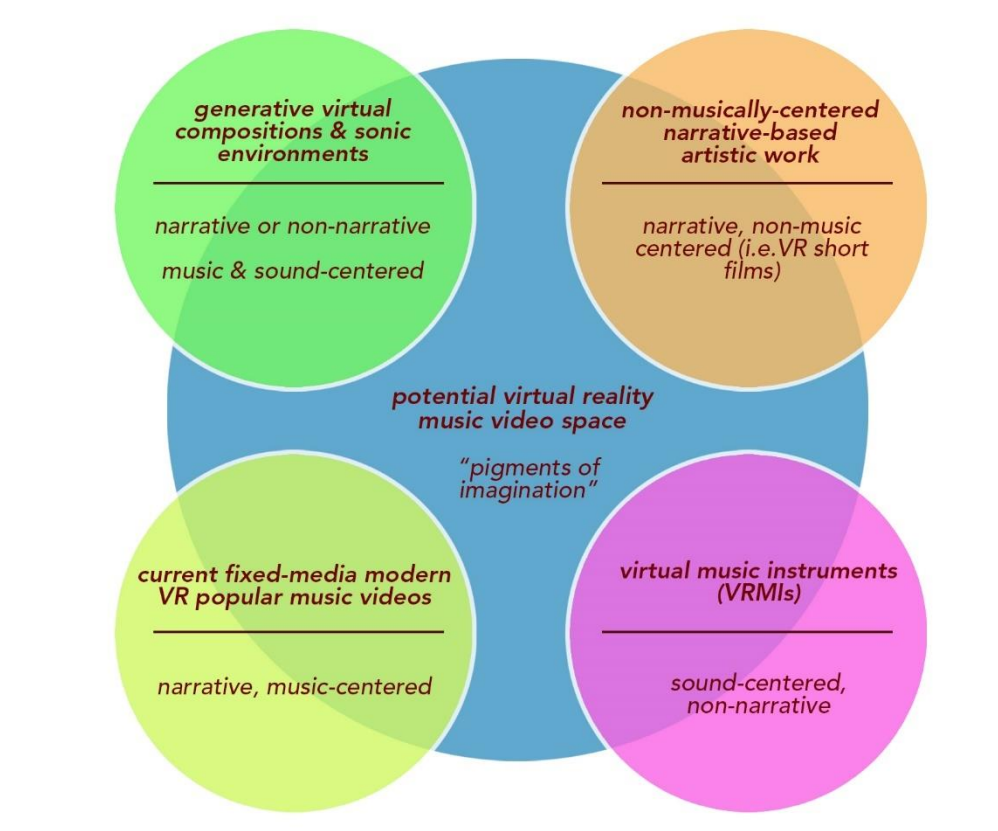 generative virtual
compositions & sonic
environments
narrative or non-narrative
music & sound-centered
non-musically-centered
narrative-based
artistic work
narrative, non-music
centered (i.e.VR short
films)
potential virtual reality
music video space
“pigments of
imagination”
current fixed-media modern
VR popular music videos
narrative, music-centered
virtual music instruments
(VRMIs)
sound-centered,
non-narrative